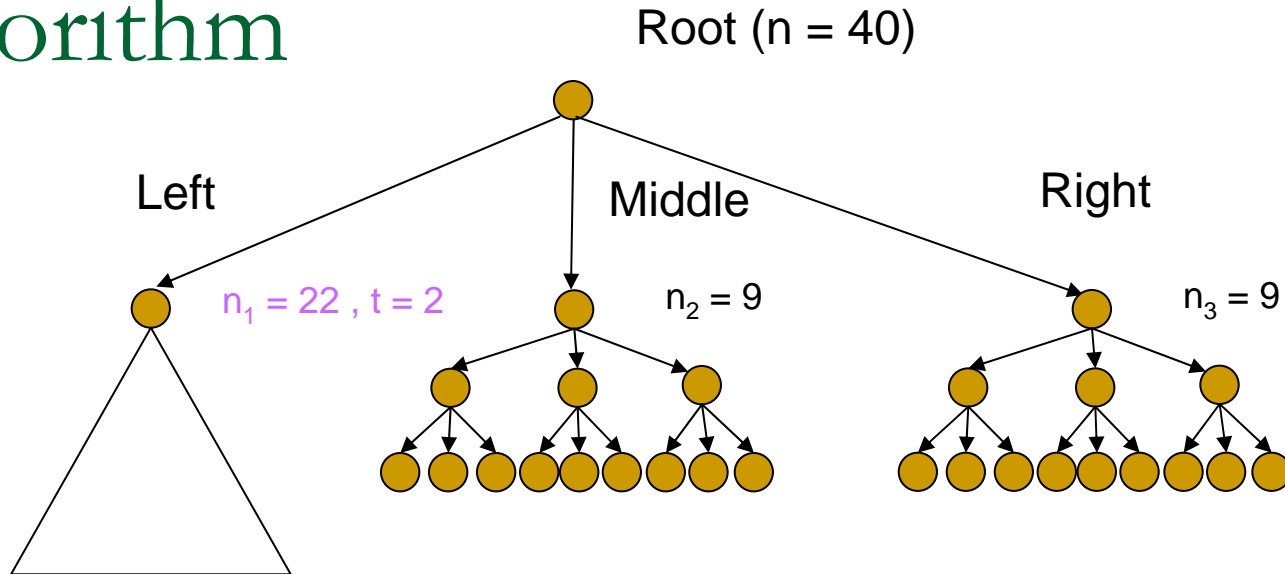 orithm
Root (n = 40)
Left
Middle
Right
n₁ = 22 , t = 2
n₂ = 9
n₃ = 9